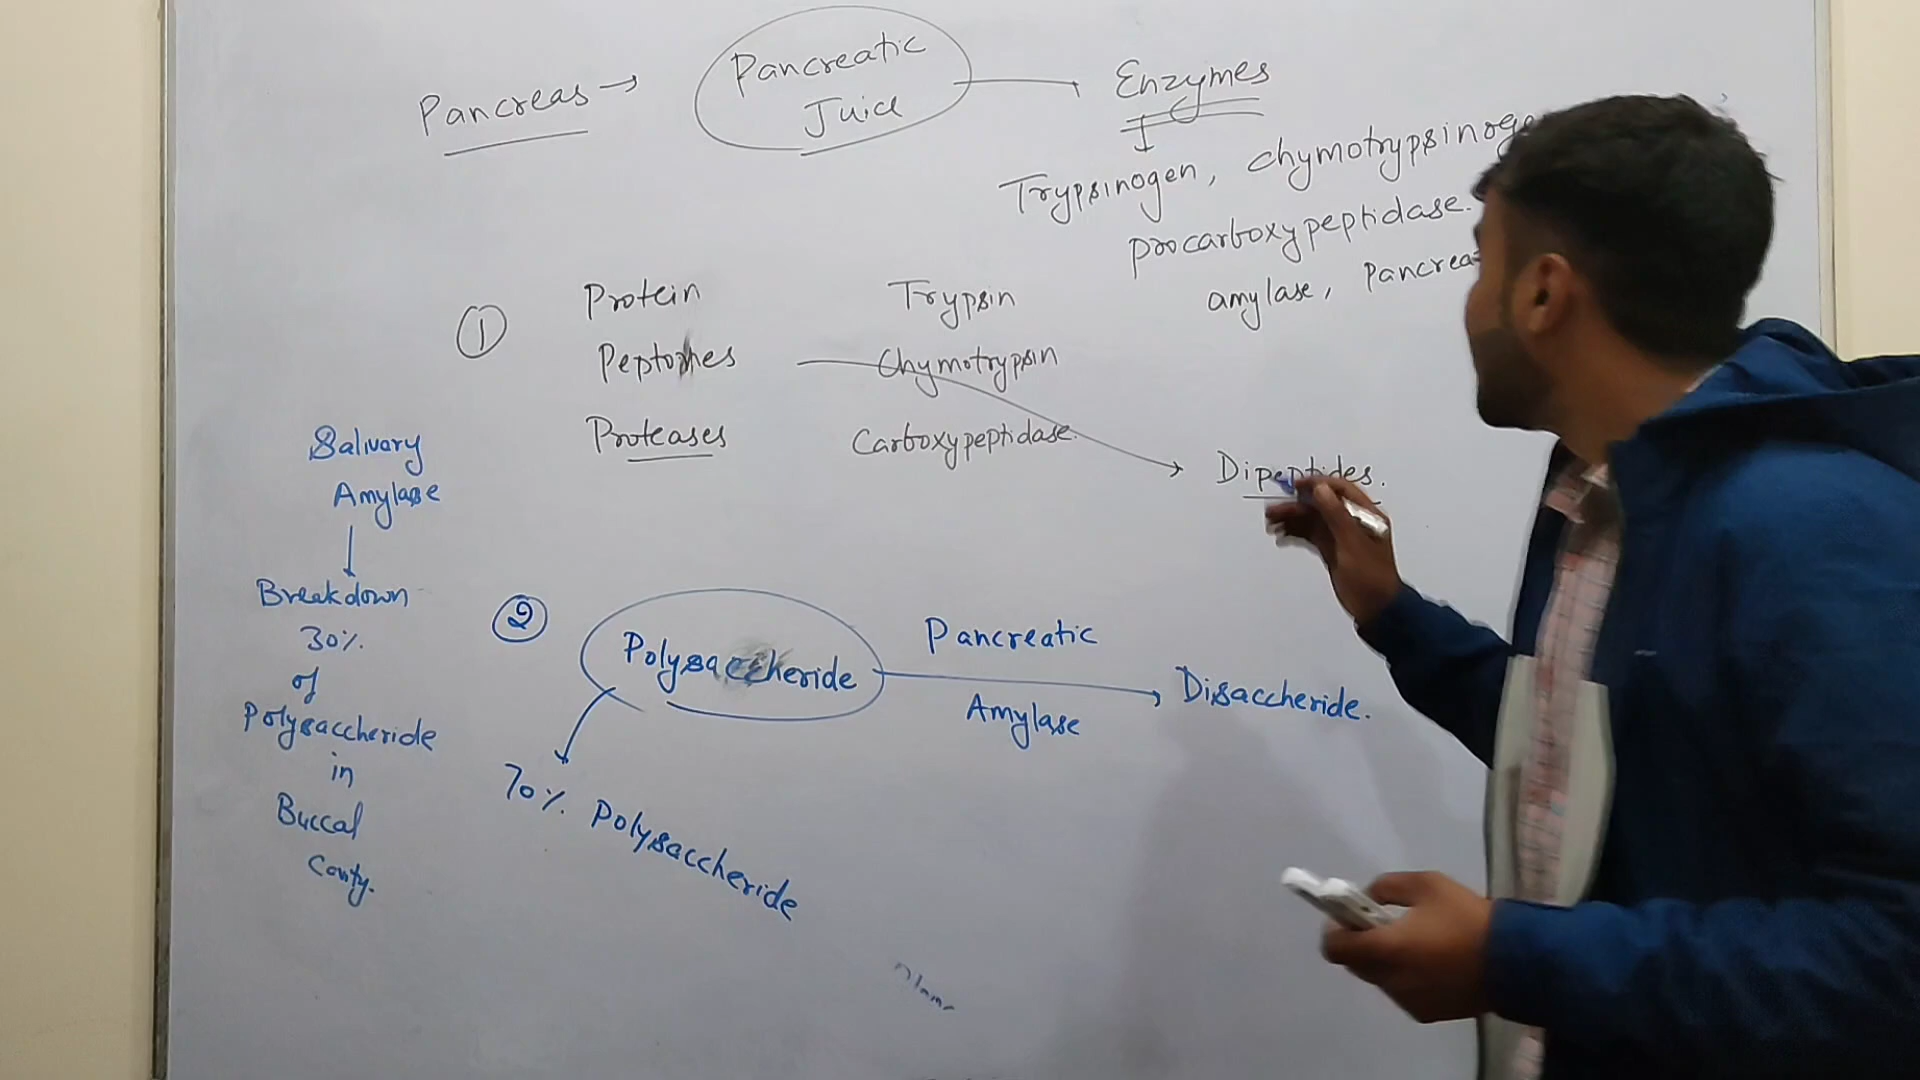 Pancreas →
Pancreatic
Juice
Enzymes
Trypsinogen, chymotrypsinoge
procarboxypeptidase.
amylase, Pancrea
①
Protein
Peptones
Proteases
Trypsin
Chymotrypsin
Carboxypeptidase.
Dipeptides.
Salivary
Amylase
Breakdown
30%.
of
Polysaccheride
in
Buccal
Cavity.
②
Polysaccheride
Pancreatic
Amylase
Disaccheride.
70%. Polysaccheride